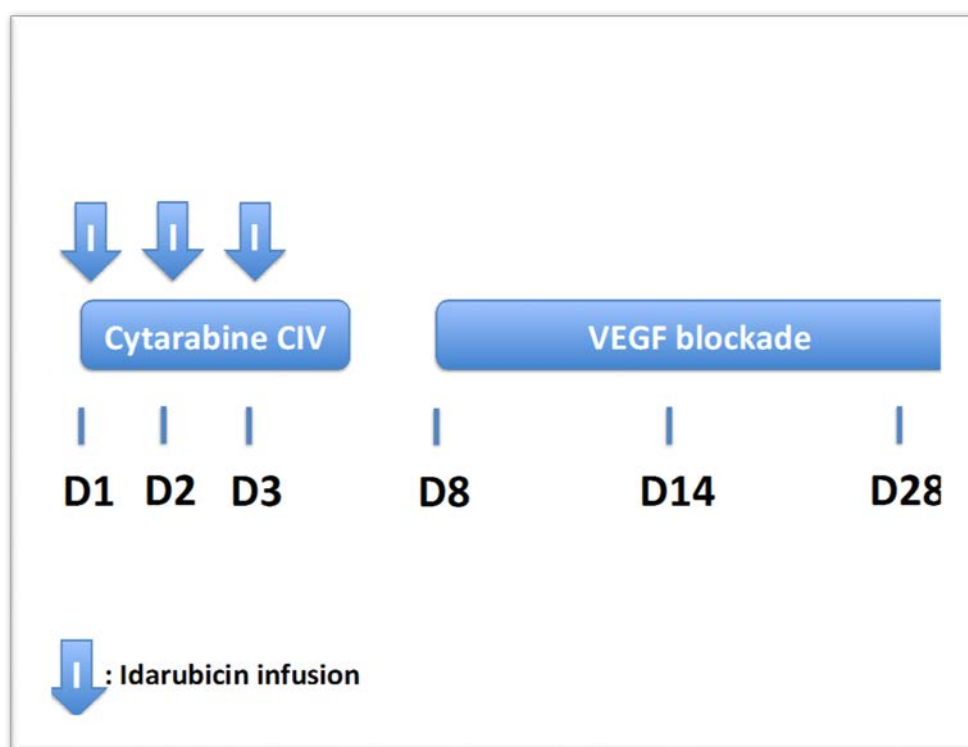 I I I
Cytarabine CIV VEGF blockade
D1 D2 D3 D8 D14 D28
I : Idarubicin infusion